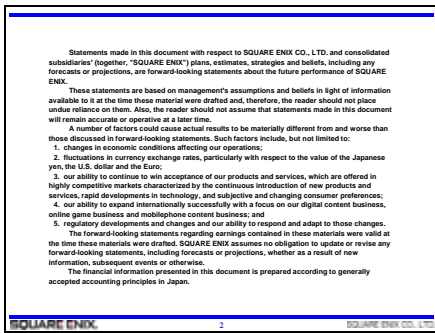 Statements made in this document with respect to SQUARE ENIX CO., LTD. and consolidated
subsidiaries' (together, "SQUARE ENIX") plans, estimates, strategies and beliefs, including any
forecasts or projections, are forward-looking statements about the future performance of SQUARE
ENIX.
These statements are based on management's assumptions and beliefs in light of information
available to it at the time these material were drafted and, therefore, the reader should not place
undue reliance on them. Also, the reader should not assume that statements made in this document
will remain accurate or operative at a later time.
A number of factors could cause actual results to be materially different from and worse than
those discussed in forward-looking statements. Such factors include, but not limited to:
1. changes in economic conditions affecting our operations;
2. fluctuations in currency exchange rates, particularly with respect to the value of the Japanese
yen, the U.S. dollar and the Euro;
3. our ability to continue to win acceptance of our products and services, which are offered in
highly competitive markets characterized by the continuous introduction of new products and
services, rapid developments in technology, and subjective and changing consumer preferences;
4. our ability to expand internationally successfully with a focus on our digital content business,
online game business and mobilephone content business; and
5. regulatory developments and changes and our ability to respond and adapt to those changes.
The forward-looking statements regarding earnings contained in these materials were valid at
the time these materials were drafted. SQUARE ENIX assumes no obligation to update or revise any
forward-looking statements, including forecasts or projections, whether as a result of new
information, subsequent events or otherwise.
The financial information presented in this document is prepared according to generally
accepted accounting principles in Japan.
SQUARE ENIX. 2 SQUARE ENIX CO., LTD.